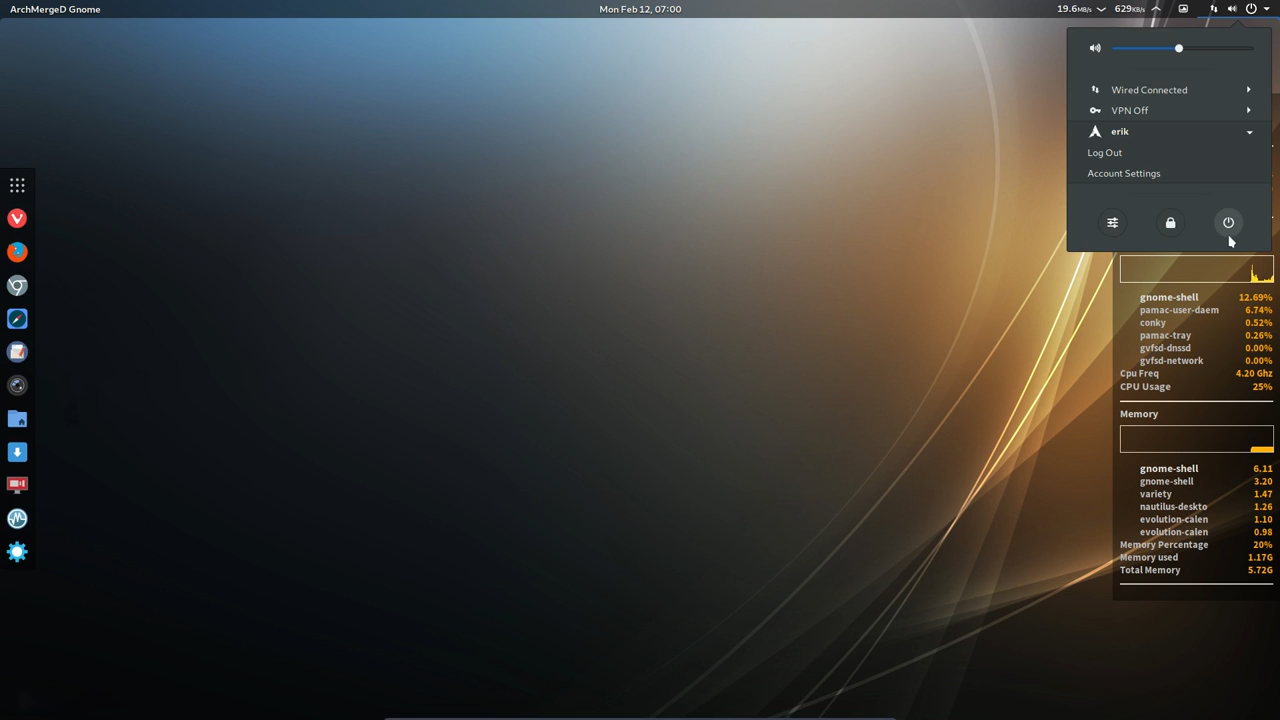 ArchMergeD Gnome
Mon Feb 12, 07:00
19.6MB/s 629KB/s
Wired Connected
VPN Off
erik
Log Out
Account Settings
gnome-shell 12.69%
pamac-user-daem 6.74%
conky 0.52%
pamac-tray 0.26%
gvfsd-dnssd 0.00%
gvfsd-network 0.00%
Cpu Freq 4.20 Ghz
CPU Usage 25%
Memory
gnome-shell 6.11
gnome-shell 3.20
variety 1.47
nautilus-deskto 1.26
evolution-calen 1.10
evolution-calen 0.98
Memory Percentage 20%
Memory used 1.17G
Total Memory 5.72G